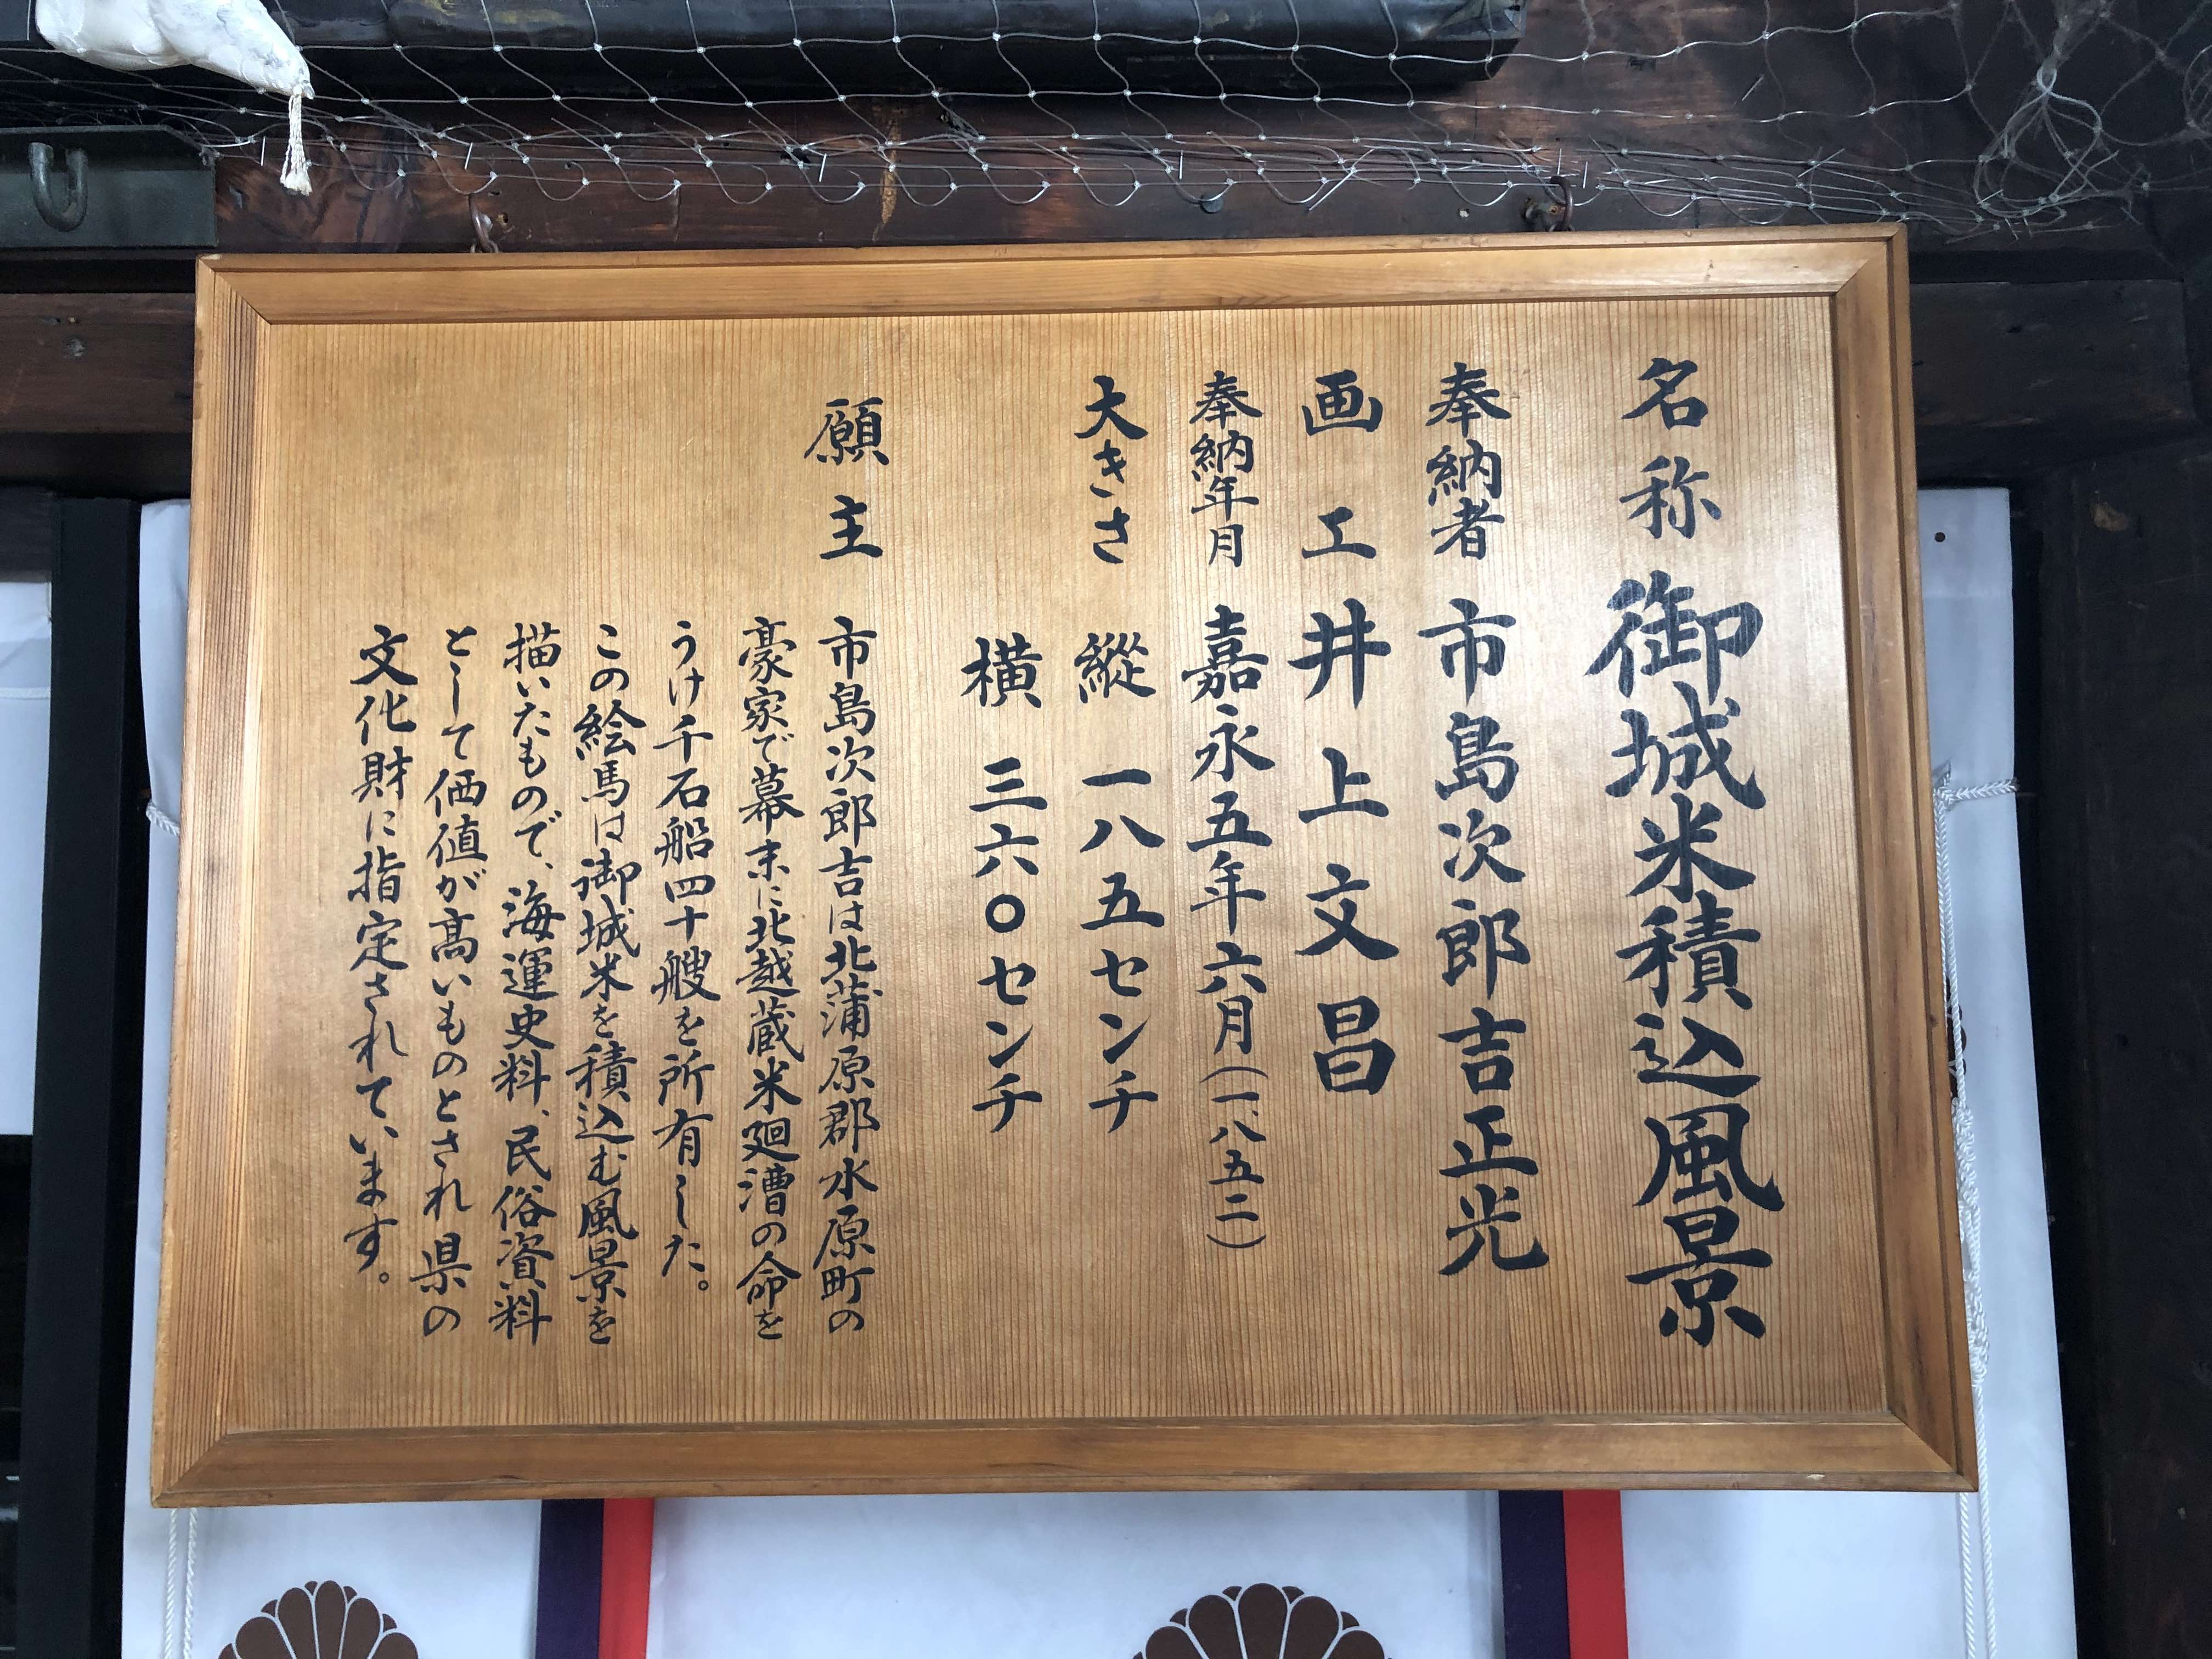 名称 御城米積込風景
奉納者 市島次郎吉正光
画工 井上文昌
奉納年月 嘉永五年六月(一八五二)
大きさ 縦 一八五センチ
横 三六〇センチ
願主 市島次郎吉は北蒲原郡水原町の
豪家で幕末に北越蔵米廻漕の命を
うけ千石船四十艘を所有した。
この絵馬は御城米を積込む風景を
描いたもので、海運史料、民俗資料
として価値が高いものとされ県の
文化財に指定されています。